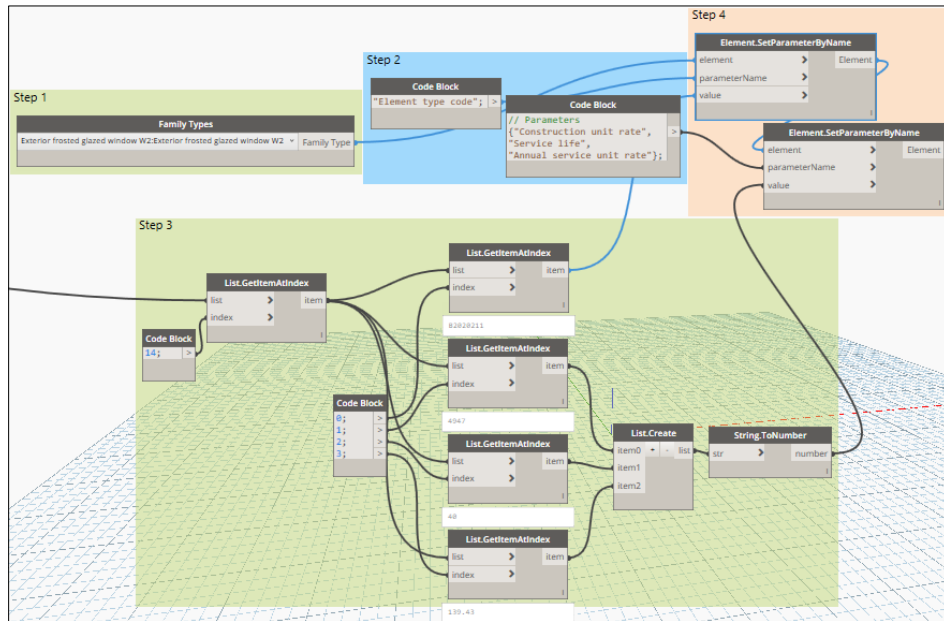 Step 4
Element.SetParameterByName
element > Element
parameterName >
value >
Element.SetParameterByName
element > Element
parameterName >
value >
Step 2
Code Block
"Element type code"; >
Code Block
// Parameters
{"Construction unit rate", >
"Service life",
"Annual service unit rate"};
Step 1
Family Types
Exterior frosted glazed window W2:Exterior frosted glazed window W2 Family Type
Step 3
List.GetItemAtIndex
list > item
index >
Code Block
14; >
List.GetItemAtIndex
list > item
index >
02020211
List.GetItemAtIndex
list > item
index >
4947
Code Block
0; >
1; >
2; >
3; >
List.GetItemAtIndex
list > item
index >
40
List.GetItemAtIndex
list > item
index >
139.43
List.Create
item0 + - list
item1
item2
String.ToNumber
str > number